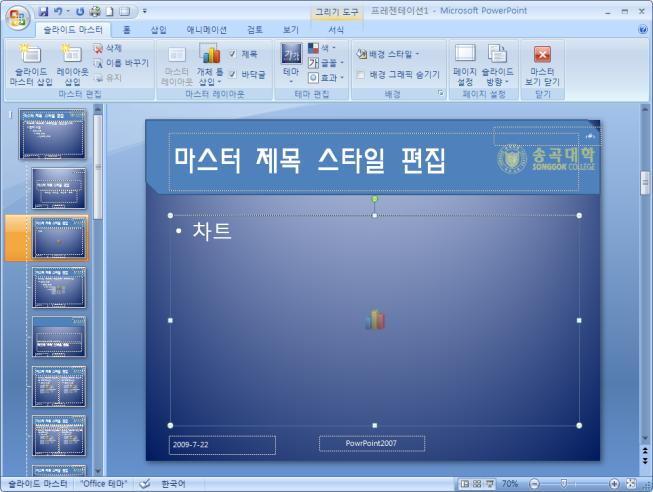 그리기 도구 프레젠테이션1 - Microsoft PowerPoint
슬라이드 마스터 홈 삽입 애니메이션 검토 보기 서식
슬라이드 마스터 삽입
레이아웃 삽입
삭제
이름 바꾸기
유지
마스터 편집
마스터 레이아웃
개체 틀 삽입
제목
바닥글
마스터 레이아웃
테마
색
글꼴
효과
테마 편집
배경 스타일
배경 그래픽 숨기기
배경
페이지 설정
슬라이드 방향
페이지 설정
마스터 보기 닫기
닫기
1
마스터 제목 스타일 편집
송곡대학
SONGGOK COLLEGE
‹#›
• 차트
2009-7-22
PowrPoint2007
슬라이드 마스터 "Office 테마" 한국어 70%